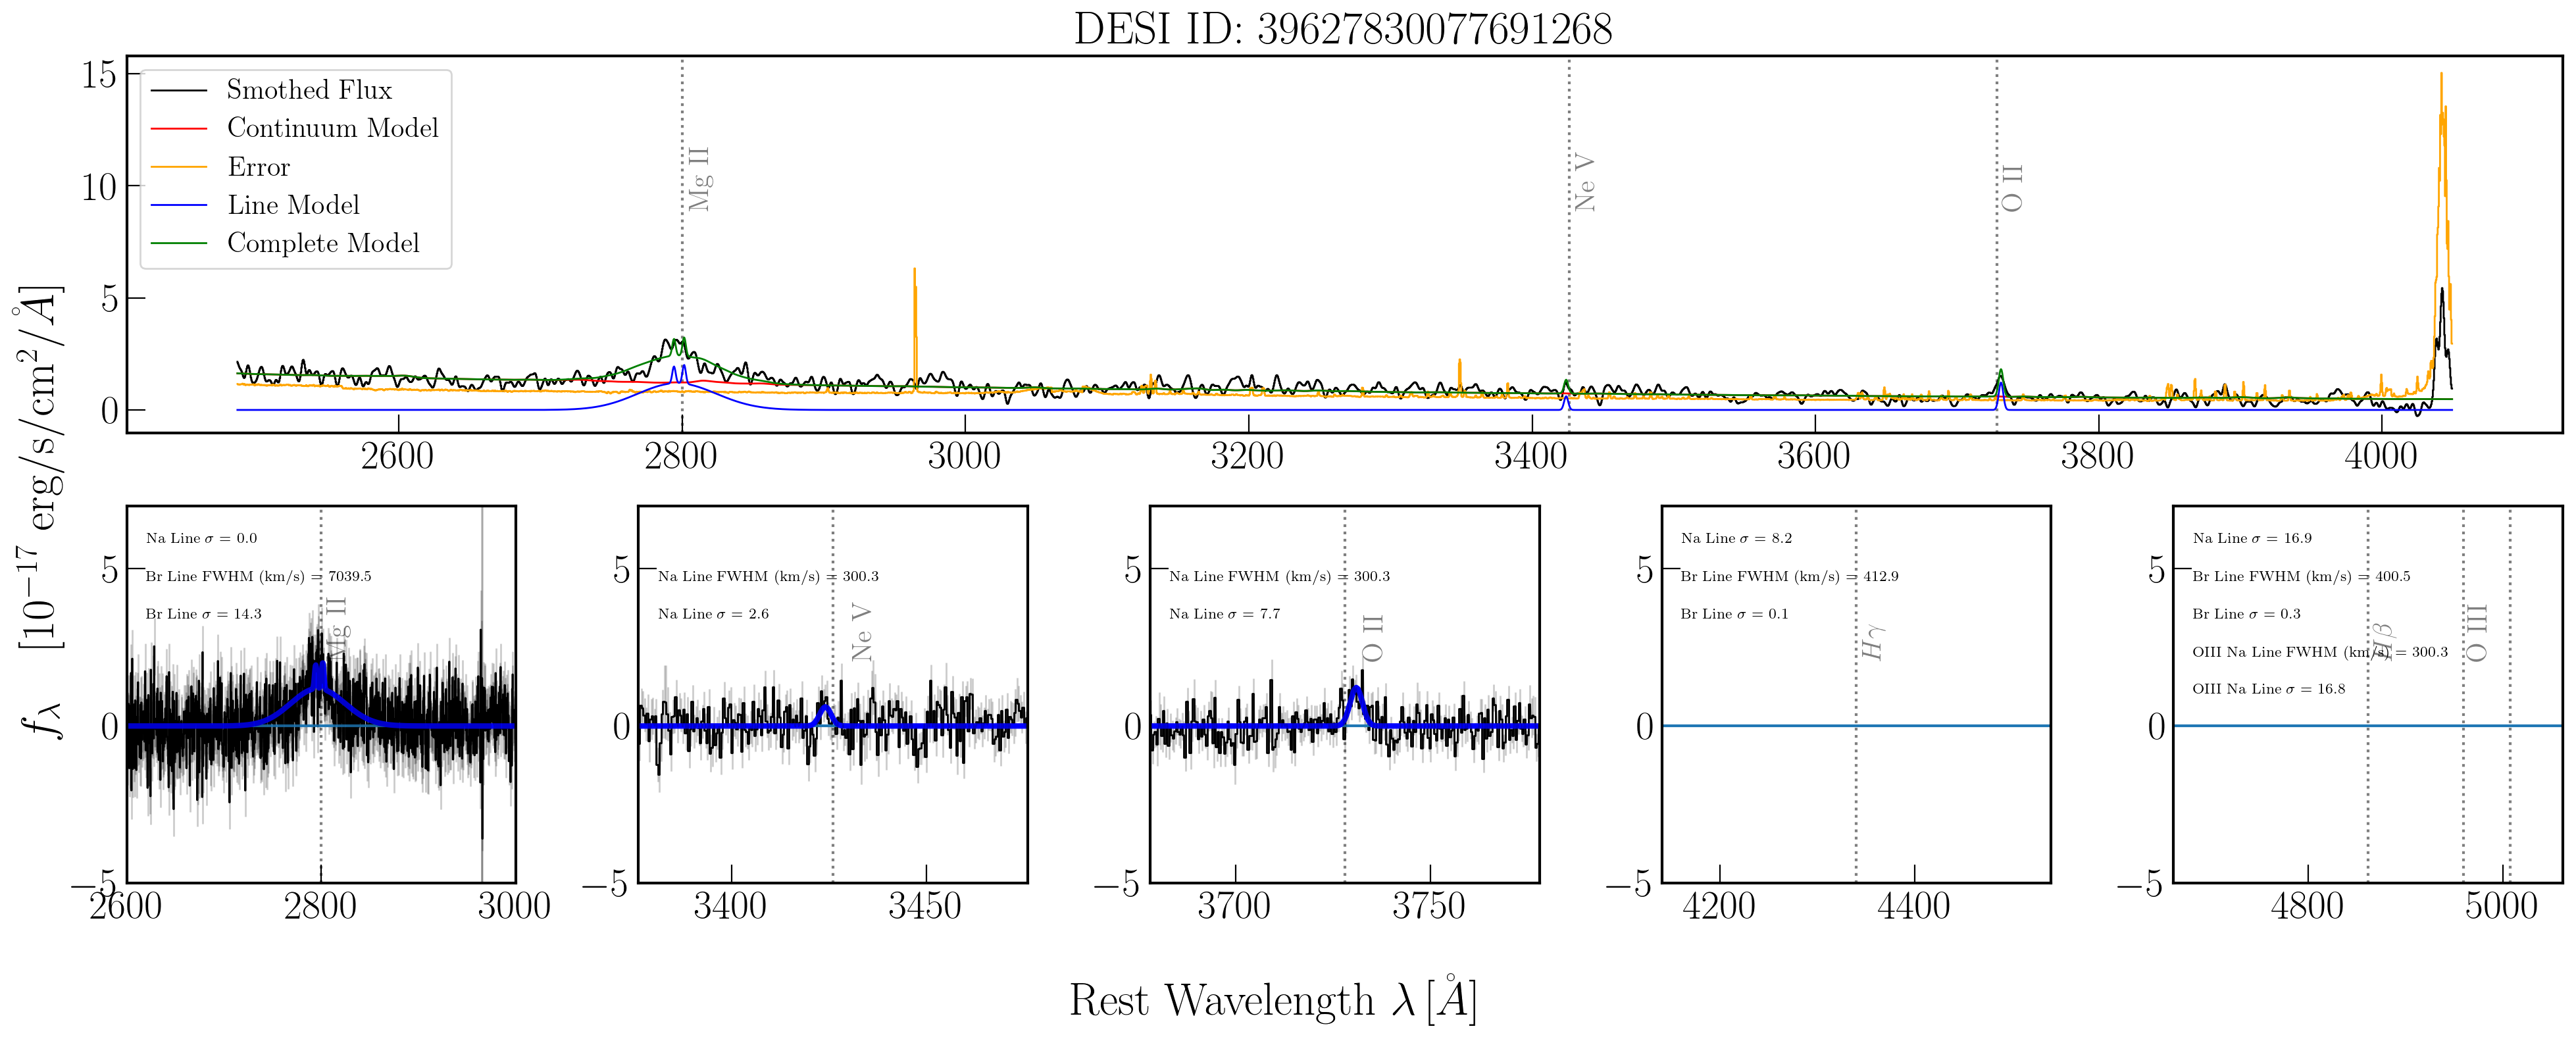 DESI ID: 39627830077691268
15
10
5
0
Smothed Flux
Continuum Model
Error
Line Model
Complete Model
Mg II
Ne V
O II
2600 2800 3000 3200 3400 3600 3800 4000
f_λ [10^{-17} erg/s/cm^2/Å]
Na Line σ = 0.0
Br Line FWHM (km/s) = 7039.5
Br Line σ = 14.3
Mg II
5
0
−5
2600 2800 3000
Na Line FWHM (km/s) = 300.3
Na Line σ = 2.6
Ne V
5
0
−5
3400 3450
Na Line FWHM (km/s) = 300.3
Na Line σ = 7.7
O II
5
0
−5
3700 3750
Na Line σ = 8.2
Br Line FWHM (km/s) = 412.9
Br Line σ = 0.1
Hγ
5
0
−5
4200 4400
Na Line σ = 16.9
Br Line FWHM (km/s) = 400.5
Br Line σ = 0.3
OIII Na Line FWHM (km/s) = 300.3
OIII Na Line σ = 16.8
Hβ
O III
5
0
−5
4800 5000
Rest Wavelength λ [Å]